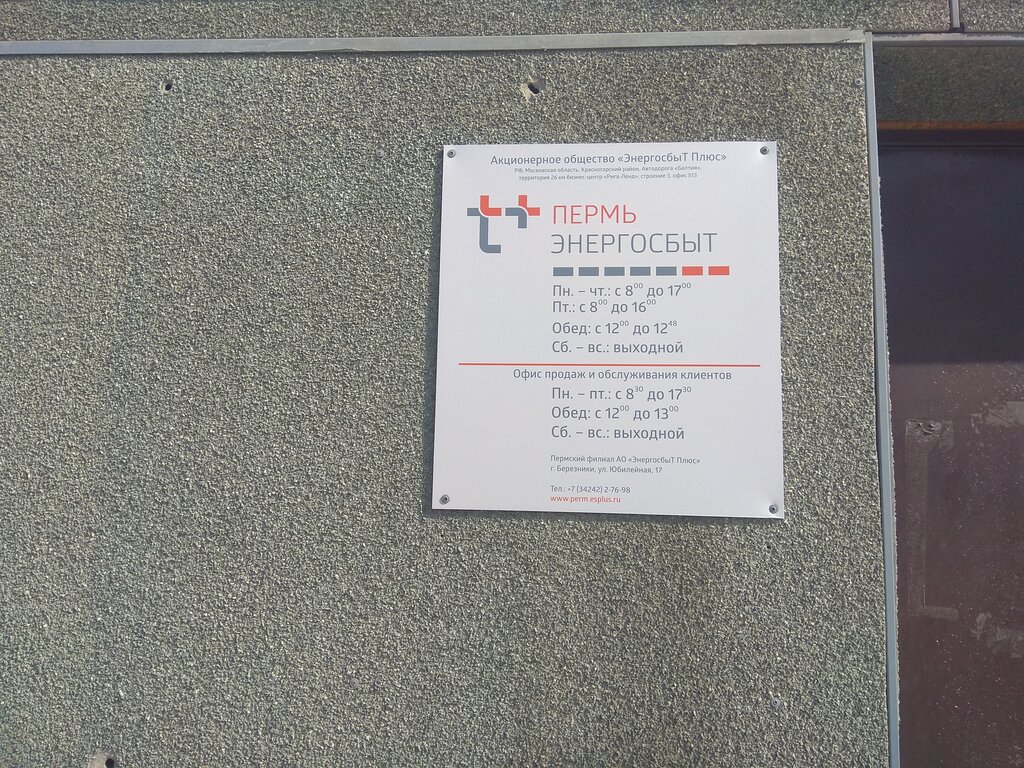 Акционерное общество «ЭнергосбыТ Плюс»
РФ, Московская область, Красногорский район, Автодорога «Балтия»,
территория 26 км бизнес-центр «Рига-Ленд», строение 3, офис 513
ПЕРМЬ
ЭНЕРГОСБЫТ
Пн. – чт.: с 8⁰⁰ до 17⁰⁰
Пт.: с 8⁰⁰ до 16⁰⁰
Обед: с 12⁰⁰ до 12⁴⁸
Сб. – вс.: выходной
Офис продаж и обслуживания клиентов
Пн. – пт.: с 8³⁰ до 17³⁰
Обед: с 12⁰⁰ до 13⁰⁰
Сб. – вс.: выходной
Пермский филиал АО «ЭнергосбыТ Плюс»
г. Березники, ул. Юбилейная, 17
Тел.: +7 (34242) 2-76-98
www.perm.esplus.ru